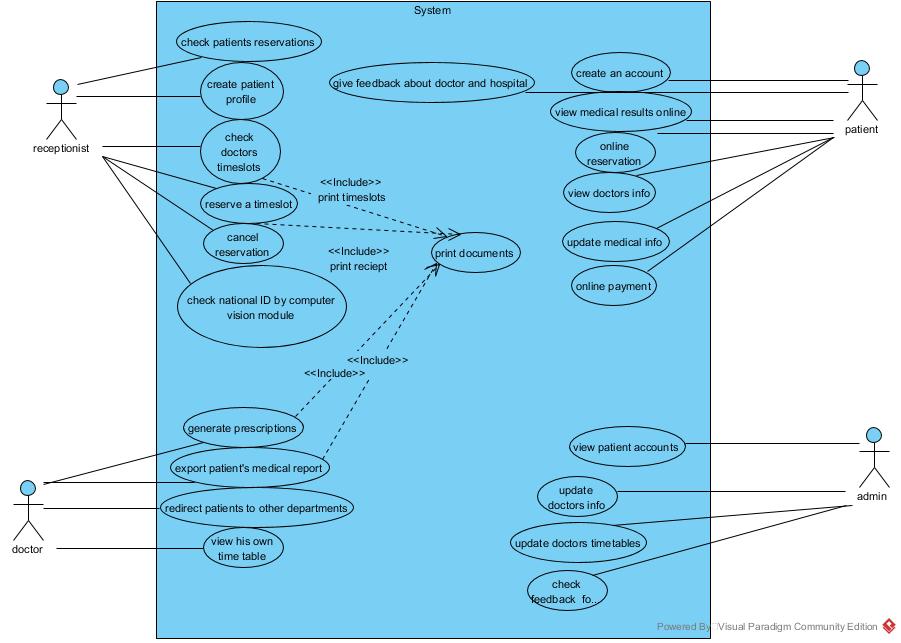 System
check patients reservations
create patient
profile
check
doctors
timeslots
reserve a timeslot
cancel
reservation
check national ID by computer
vision module
receptionist
<<Include>>
print timeslots
<<Include>>
print reciept
print documents
<<Include>>
<<Include>>
give feedback about doctor and hospital
create an account
view medical results online
online
reservation
view doctors info
update medical info
online payment
patient
generate prescriptions
export patient's medical report
redirect patients to other departments
view his own
time table
doctor
view patient accounts
update
doctors info
update doctors timetables
check
feedback fo...
admin
Powered By Visual Paradigm Community Edition